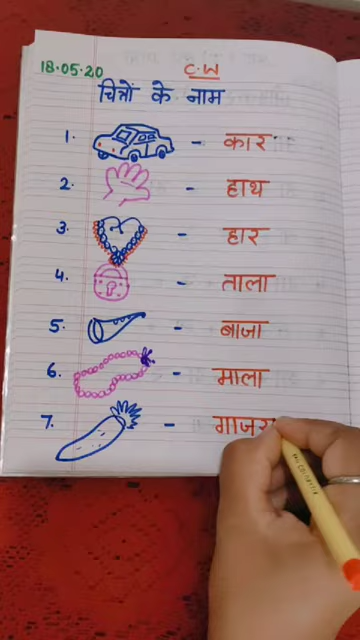 18.05.20 C.W
चित्रों के नाम
1. - कार
2. - हाथ
3. - हार
4. - ताला
5. - बाजा
6. - माला
7. - गाजर